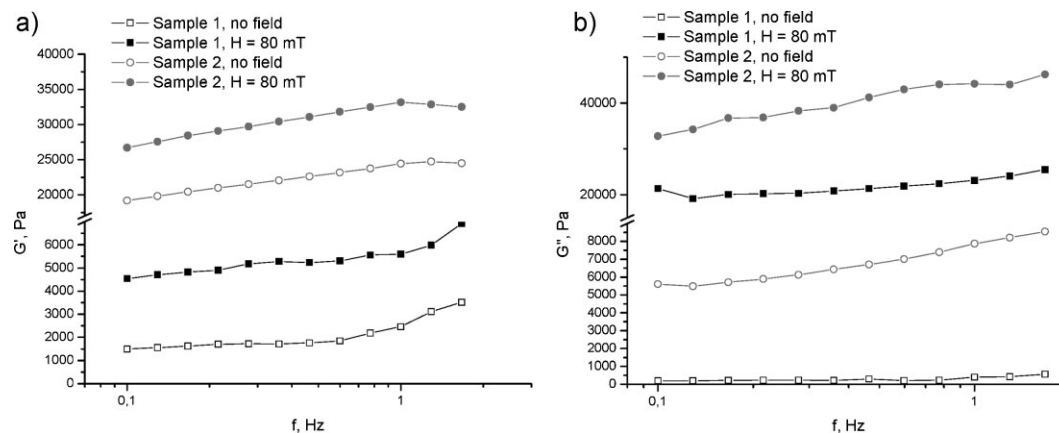 a)
Sample 1, no field
Sample 1, H = 80 mT
Sample 2, no field
Sample 2, H = 80 mT
40000
35000
30000
25000
20000
6000
5000
4000
3000
2000
1000
0
G', Pa
0,1
1
f, Hz
b)
Sample 1, no field
Sample 1, H = 80 mT
Sample 2, no field
Sample 2, H = 80 mT
40000
20000
8000
7000
6000
5000
4000
3000
2000
1000
0
G", Pa
0,1
1
f, Hz